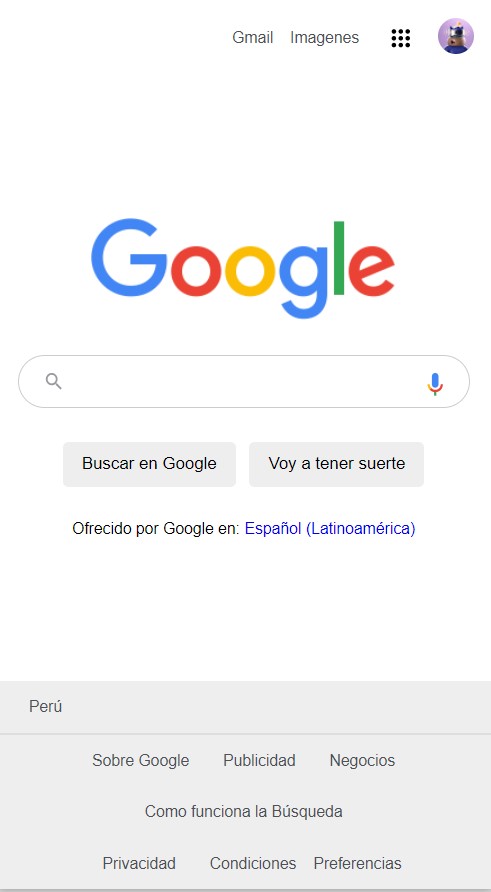 Gmail Imagenes
Google
Buscar en Google Voy a tener suerte
Ofrecido por Google en: Español (Latinoamérica)
Perú
Sobre Google Publicidad Negocios
Como funciona la Búsqueda
Privacidad Condiciones Preferencias